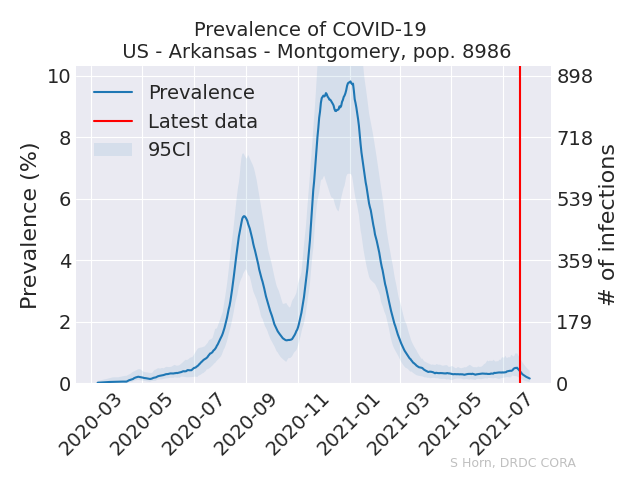 Prevalence of COVID-19
US - Arkansas - Montgomery, pop. 8986
Prevalence
Latest data
95CI
Prevalence (%)
10
8
6
4
2
0
# of infections
898
718
539
359
179
0
2020-03
2020-05
2020-07
2020-09
2020-11
2021-01
2021-03
2021-05
2021-07
S Horn, DRDC CORA